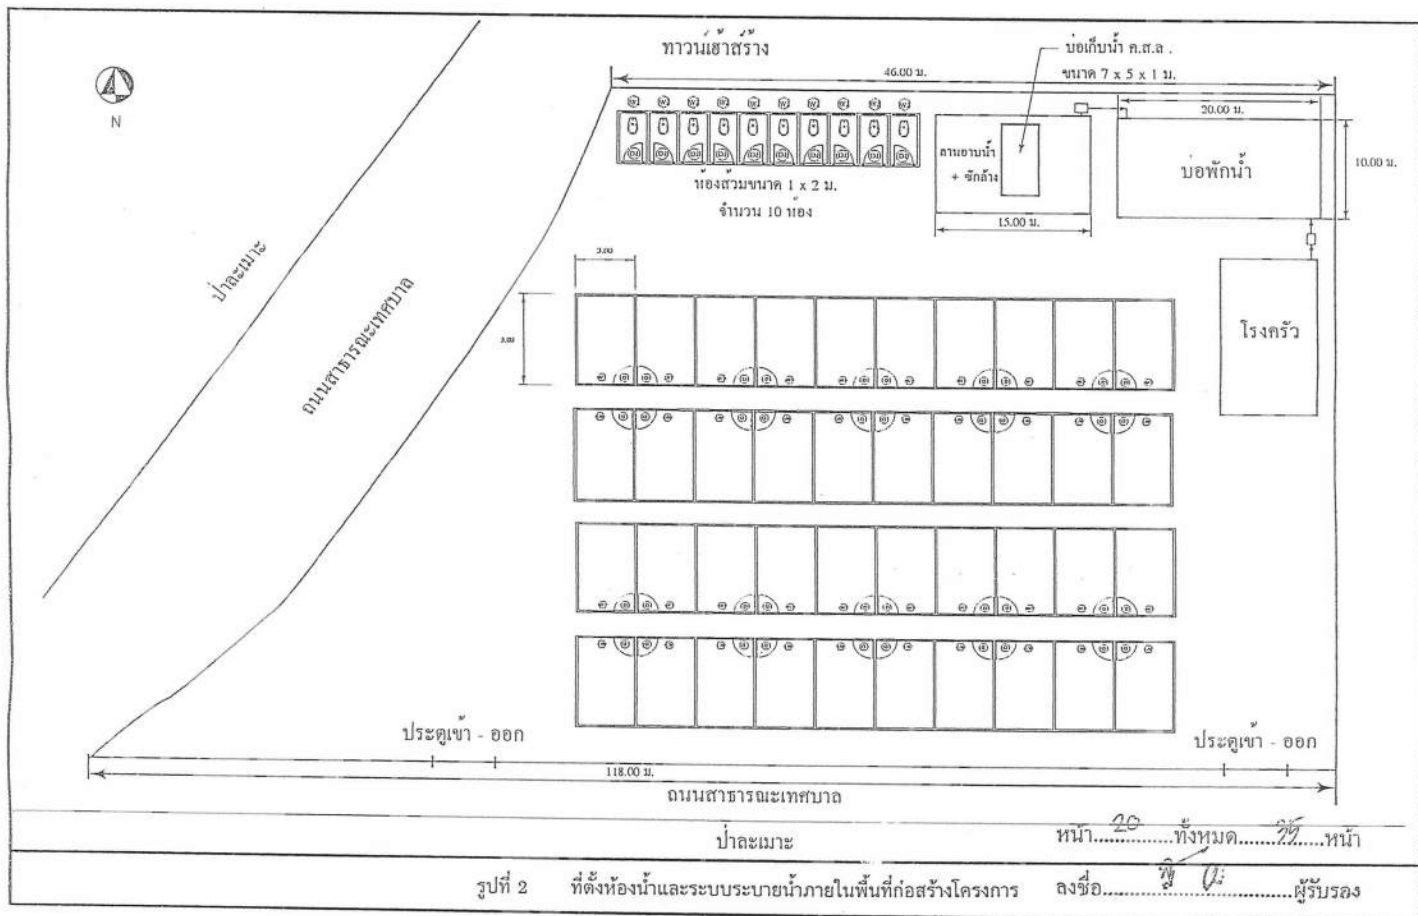 ทาวน์เฮ้าส์ร้าง
บ่อเก็บน้ำ ค.ส.ล .
ขนาด 7 x 5 x 1 ม.
46.00 ม.
N
20.00 ม.
ลานอาบน้ำ
+ ซักล้าง
บ่อพักน้ำ
10.00 ม.
ห้องส้วมขนาด 1 x 2 ม.
จำนวน 10 ห้อง
15.00 ม.
ป่าละเมาะ
ถนนสาธารณะเทศบาล
3.00
โรงครัว
ประตูเข้า - ออก
ประตูเข้า - ออก
118.00 ม.
ถนนสาธารณะเทศบาล
ป่าละเมาะ
หน้า....20....ทั้งหมด............หน้า
รูปที่ 2 ที่ตั้งห้องน้ำและระบบระบายน้ำภายในพื้นที่ก่อสร้างโครงการ
ลงชื่อ..............................ผู้รับรอง